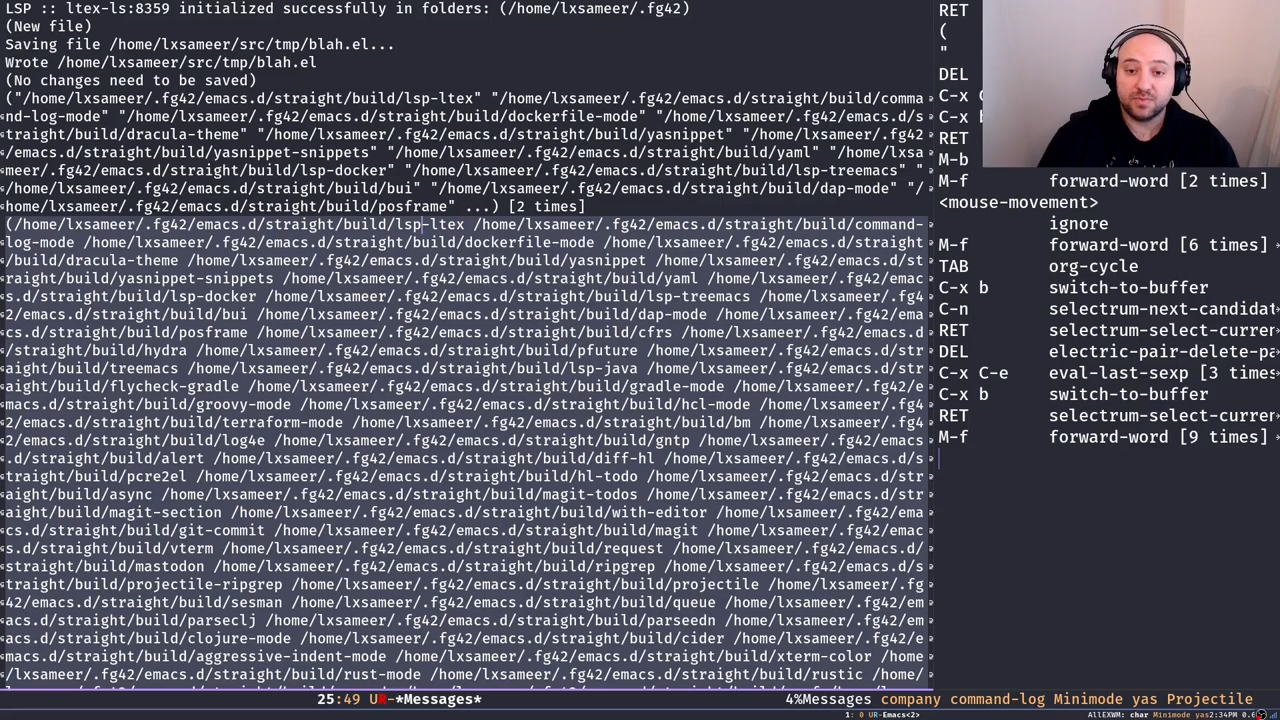 LSP :: ltex-ls:8359 initialized successfully in folders: (/home/lxsameer/.fg42)
(New file)
Saving file /home/lxsameer/src/tmp/blah.el...
Wrote /home/lxsameer/src/tmp/blah.el
(No changes need to be saved)
("/home/lxsameer/.fg42/emacs.d/straight/build/lsp-ltex" "/home/lxsameer/.fg42/emacs.d/straight/build/comma
nd-log-mode" "/home/lxsameer/.fg42/emacs.d/straight/build/dockerfile-mode" "/home/lxsameer/.fg42/emacs.d/s
traight/build/dracula-theme" "/home/lxsameer/.fg42/emacs.d/straight/build/yasnippet" "/home/lxsameer/.fg42
/emacs.d/straight/build/yasnippet-snippets" "/home/lxsameer/.fg42/emacs.d/straight/build/yaml" "/home/lxsa
meer/.fg42/emacs.d/straight/build/lsp-docker" "/home/lxsameer/.fg42/emacs.d/straight/build/lsp-treemacs" "
/home/lxsameer/.fg42/emacs.d/straight/build/bui" "/home/lxsameer/.fg42/emacs.d/straight/build/dap-mode" "/
home/lxsameer/.fg42/emacs.d/straight/build/posframe" ...) [2 times]
(/home/lxsameer/.fg42/emacs.d/straight/build/lsp-ltex /home/lxsameer/.fg42/emacs.d/straight/build/command-
log-mode /home/lxsameer/.fg42/emacs.d/straight/build/dockerfile-mode /home/lxsameer/.fg42/emacs.d/straight
/build/dracula-theme /home/lxsameer/.fg42/emacs.d/straight/build/yasnippet /home/lxsameer/.fg42/emacs.d/st
raight/build/yasnippet-snippets /home/lxsameer/.fg42/emacs.d/straight/build/yaml /home/lxsameer/.fg42/emac
s.d/straight/build/lsp-docker /home/lxsameer/.fg42/emacs.d/straight/build/lsp-treemacs /home/lxsameer/.fg4
2/emacs.d/straight/build/bui /home/lxsameer/.fg42/emacs.d/straight/build/dap-mode /home/lxsameer/.fg42/ema
cs.d/straight/build/posframe /home/lxsameer/.fg42/emacs.d/straight/build/cfrs /home/lxsameer/.fg42/emacs.d
/straight/build/hydra /home/lxsameer/.fg42/emacs.d/straight/build/pfuture /home/lxsameer/.fg42/emacs.d/str
aight/build/treemacs /home/lxsameer/.fg42/emacs.d/straight/build/lsp-java /home/lxsameer/.fg42/emacs.d/str
aight/build/flycheck-gradle /home/lxsameer/.fg42/emacs.d/straight/build/gradle-mode /home/lxsameer/.fg42/e
macs.d/straight/build/groovy-mode /home/lxsameer/.fg42/emacs.d/straight/build/hcl-mode /home/lxsameer/.fg4
2/emacs.d/straight/build/terraform-mode /home/lxsameer/.fg42/emacs.d/straight/build/bm /home/lxsameer/.fg4
2/emacs.d/straight/build/log4e /home/lxsameer/.fg42/emacs.d/straight/build/gntp /home/lxsameer/.fg42/emacs
.d/straight/build/alert /home/lxsameer/.fg42/emacs.d/straight/build/diff-hl /home/lxsameer/.fg42/emacs.d/s
traight/build/pcre2el /home/lxsameer/.fg42/emacs.d/straight/build/hl-todo /home/lxsameer/.fg42/emacs.d/str
aight/build/async /home/lxsameer/.fg42/emacs.d/straight/build/magit-todos /home/lxsameer/.fg42/emacs.d/str
aight/build/magit-section /home/lxsameer/.fg42/emacs.d/straight/build/with-editor /home/lxsameer/.fg42/ema
cs.d/straight/build/git-commit /home/lxsameer/.fg42/emacs.d/straight/build/magit /home/lxsameer/.fg42/emac
s.d/straight/build/vterm /home/lxsameer/.fg42/emacs.d/straight/build/request /home/lxsameer/.fg42/emacs.d/
straight/build/mastodon /home/lxsameer/.fg42/emacs.d/straight/build/ripgrep /home/lxsameer/.fg42/emacs.d/s
traight/build/projectile-ripgrep /home/lxsameer/.fg42/emacs.d/straight/build/projectile /home/lxsameer/.fg
42/emacs.d/straight/build/sesman /home/lxsameer/.fg42/emacs.d/straight/build/queue /home/lxsameer/.fg42/em
acs.d/straight/build/parseclj /home/lxsameer/.fg42/emacs.d/straight/build/parseedn /home/lxsameer/.fg42/em
acs.d/straight/build/clojure-mode /home/lxsameer/.fg42/emacs.d/straight/build/cider /home/lxsameer/.fg42/e
macs.d/straight/build/aggressive-indent-mode /home/lxsameer/.fg42/emacs.d/straight/build/xterm-color /home
/lxsameer/.fg42/emacs.d/straight/build/rust-mode /home/lxsameer/.fg42/emacs.d/straight/build/rustic /home/
25:49 UR-*Messages* 4% Messages company command-log Minimode yas Projectile
1: 0 UR-Emacs<2> AllEXWM: char Minimode yas2:34PM 0.6
RET
(
"
DEL
C-x
C-x
RET
M-b
M-f forward-word [2 times]
<mouse-movement>
ignore
M-f forward-word [6 times]
TAB org-cycle
C-x b switch-to-buffer
C-n selectrum-next-candidat
RET selectrum-select-curren
DEL electric-pair-delete-pa
C-x C-e eval-last-sexp [3 times
C-x b switch-to-buffer
RET selectrum-select-curren
M-f forward-word [9 times]